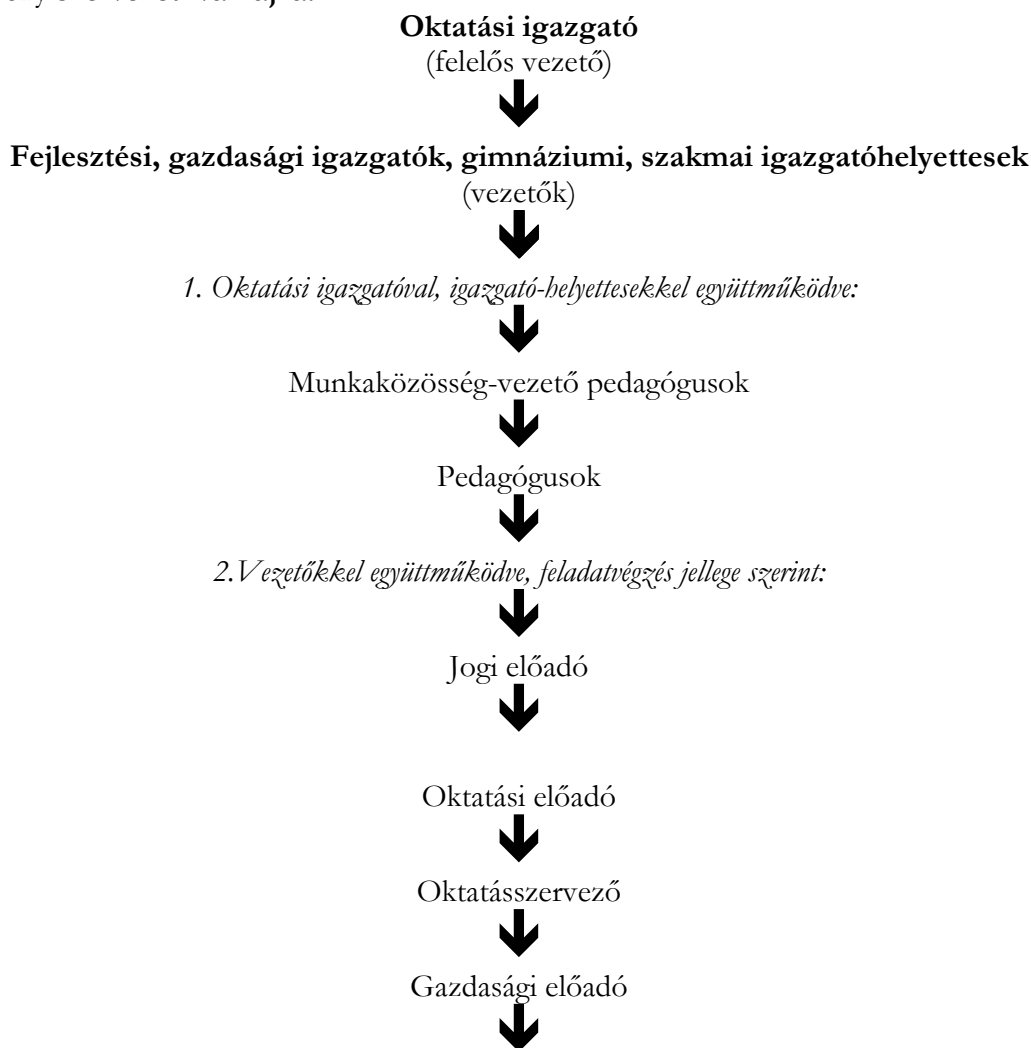 Oktatási igazgató
(felelős vezető)
Fejlesztési, gazdasági igazgatók, gimnáziumi, szakmai igazgatóhelyettesek
(vezetők)
1. Oktatási igazgatóval, igazgató-helyettesekkel együttműködve:
Munkaközösség-vezető pedagógusok
Pedagógusok
2.Vezetőkkel együttműködve, feladatvégzés jellege szerint:
Jogi előadó
Oktatási előadó
Oktatásszervező
Gazdasági előadó